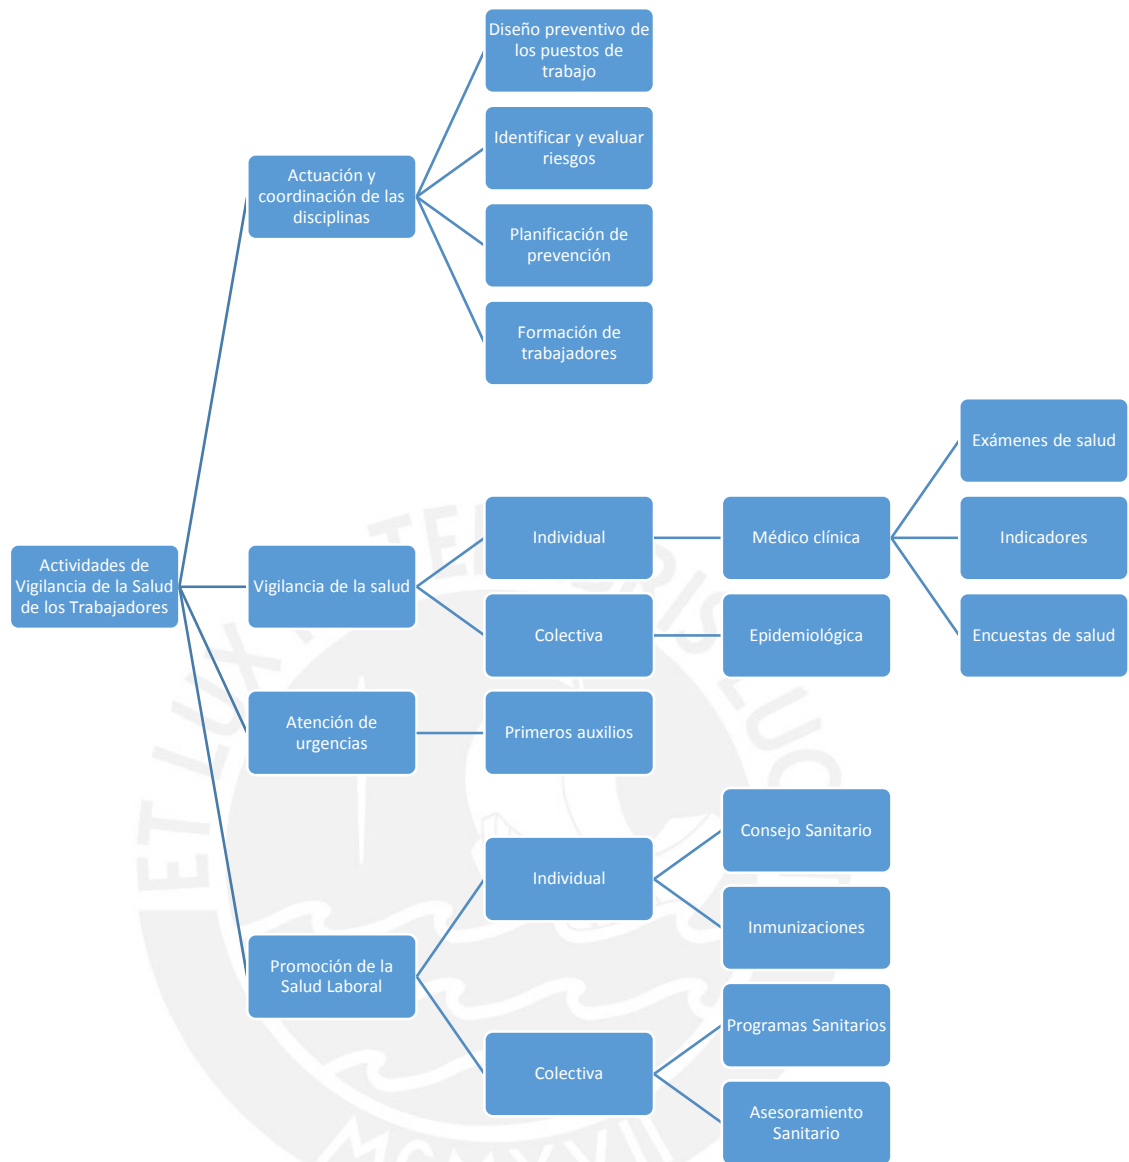 Diseño preventivo de
los puestos de
trabajo
Identificar y evaluar
riesgos
Actuación y
coordinación de las
disciplinas
Planificación de
prevención
Formación de
trabajadores
Exámenes de salud
Individual
Médico clínica
Indicadores
Actividades de
Vigilancia de la Salud
de los Trabajadores
Vigilancia de la salud
Colectiva
Epidemiológica
Encuestas de salud
Atención de
urgencias
Primeros auxilios
Consejo Sanitario
Individual
Inmunizaciones
Promoción de la
Salud Laboral
Programas Sanitarios
Colectiva
Asesoramiento
Sanitario
ET LUX
MCMXVII